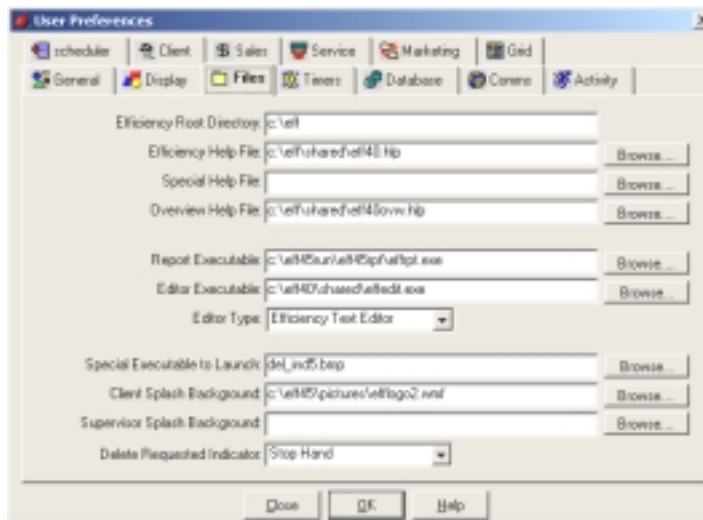 User Preferences
scheduler Client Sales Service Marketing Grid
General Display Files Timers Database Comms Activity
Efficiency Root Directory: c:\eff
Efficiency Help File: c:\eff\shared\eff40.hlp Browse...
Special Help File: Browse...
Overview Help File: c:\eff\shared\eff40ovw.hlp Browse...
Report Executable: Browse...
Editor Executable: c:\eff40\shared\effedit.exe Browse...
Editor Type: Efficiency Text Editor
Special Executable to Launch: del_ind5.bmp Browse...
Client Splash Background: c:\eff45\pictures\efflogo2.wmf Browse...
Supervisor Splash Background: Browse...
Delete Requested Indicator: Stop Hand
Close OK Help